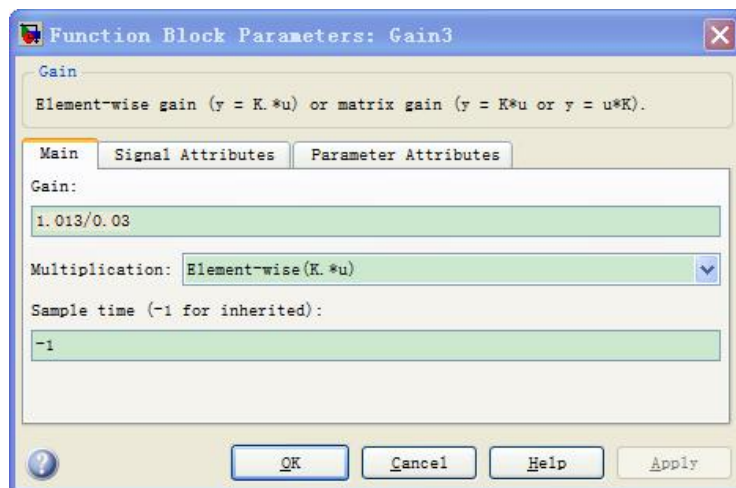 Function Block Parameters: Gain3
Gain
Element-wise gain (y = K.*u) or matrix gain (y = K*u or y = u*K).
Main Signal Attributes Parameter Attributes
Gain:
1.013/0.03
Multiplication: Element-wise(K.*u)
Sample time (-1 for inherited):
-1
OK Cancel Help Apply